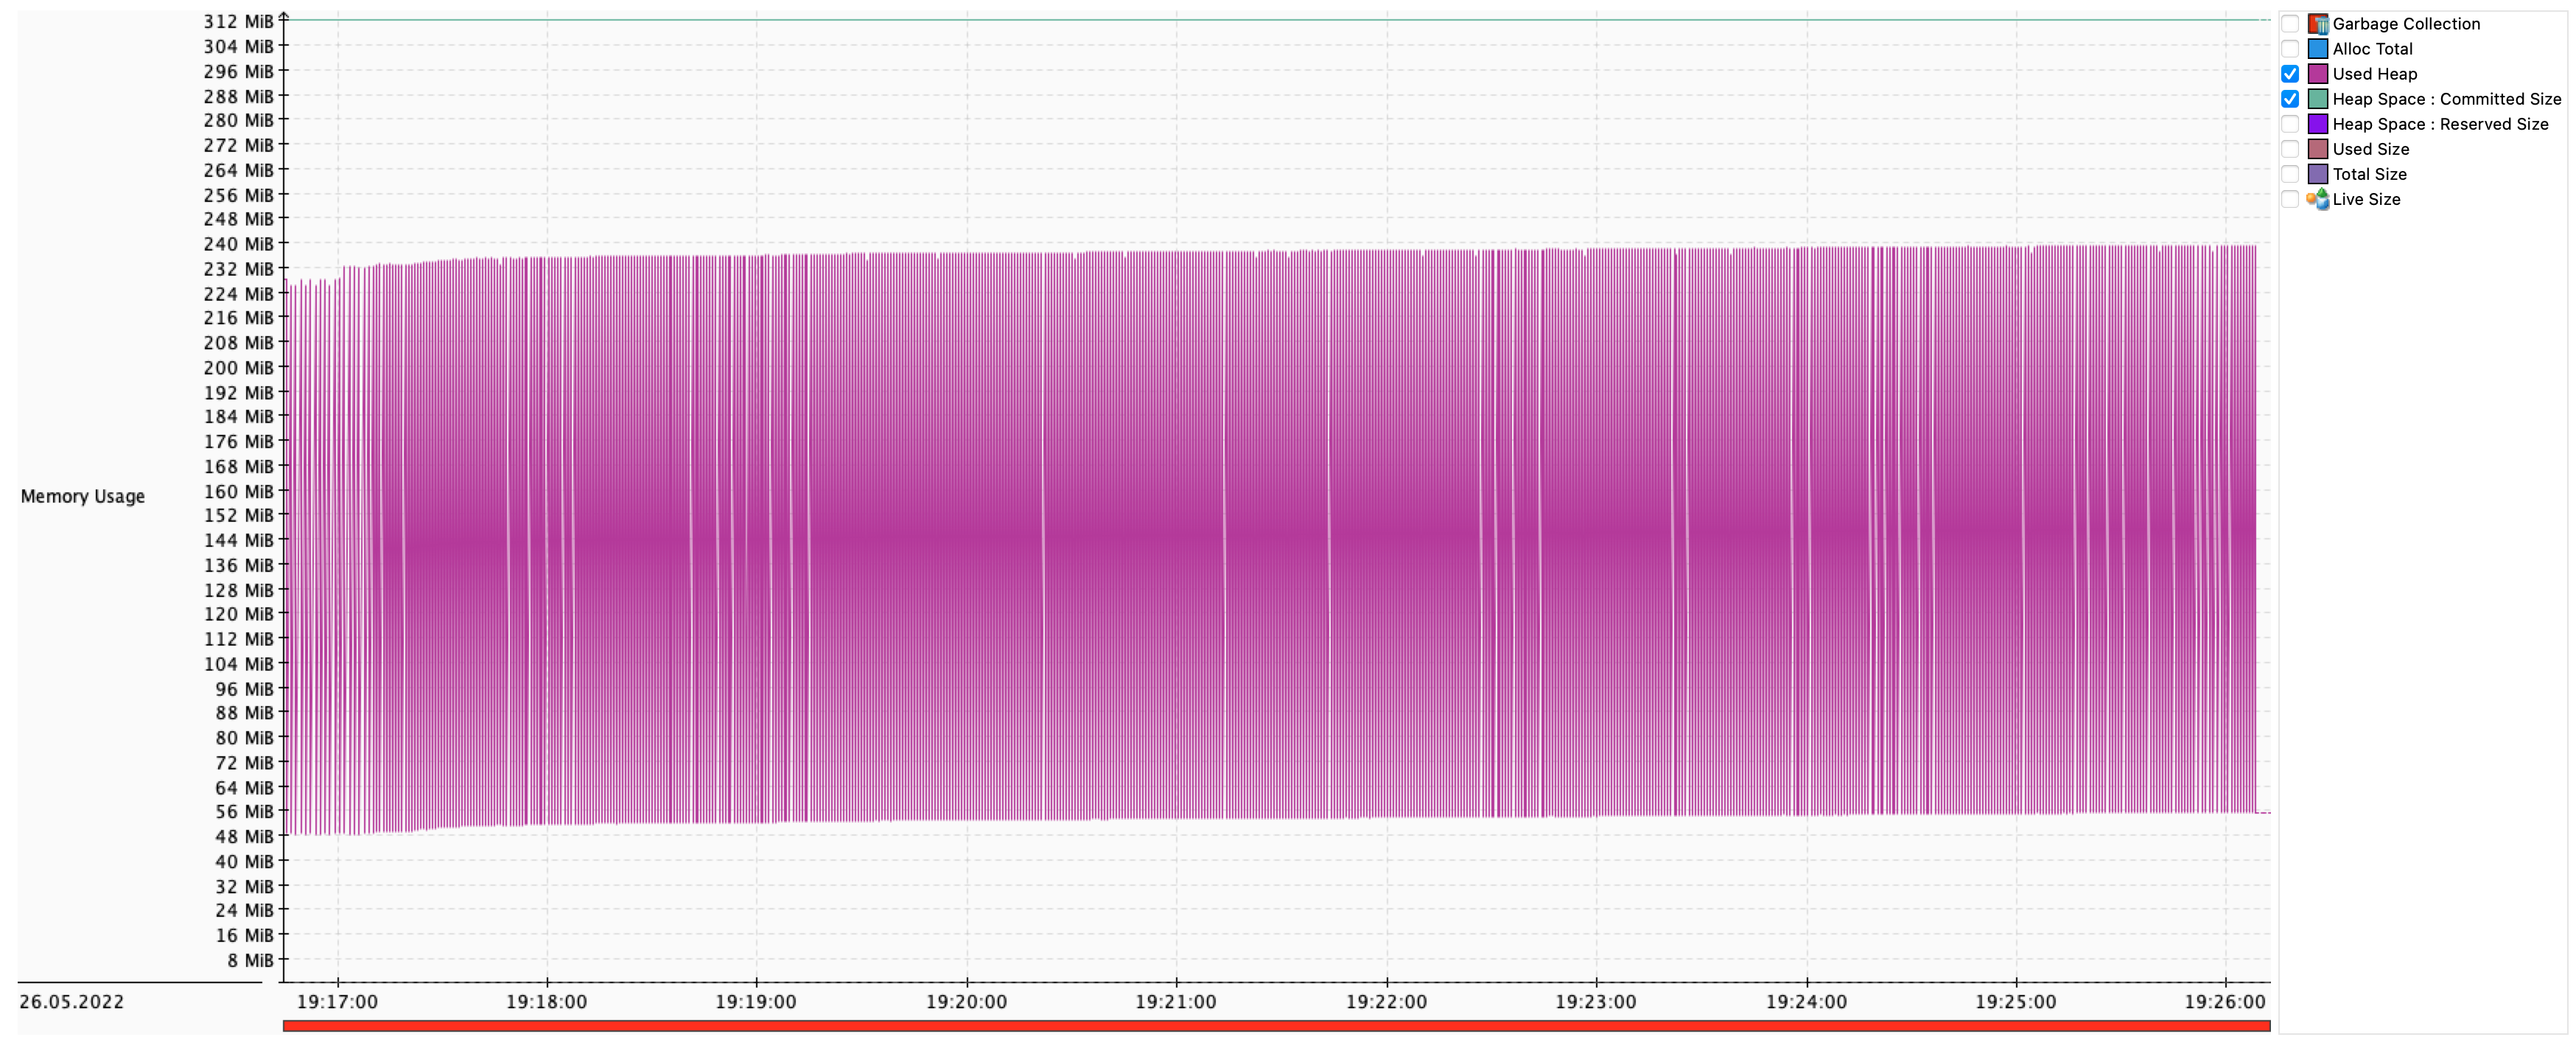 312 MiB
304 MiB
296 MiB
288 MiB
280 MiB
272 MiB
264 MiB
256 MiB
248 MiB
240 MiB
232 MiB
224 MiB
216 MiB
208 MiB
200 MiB
192 MiB
184 MiB
176 MiB
168 MiB
160 MiB
Memory Usage
152 MiB
144 MiB
136 MiB
128 MiB
120 MiB
112 MiB
104 MiB
96 MiB
88 MiB
80 MiB
72 MiB
64 MiB
56 MiB
48 MiB
40 MiB
32 MiB
24 MiB
16 MiB
8 MiB
26.05.2022 19:17:00 19:18:00 19:19:00 19:20:00 19:21:00 19:22:00 19:23:00 19:24:00 19:25:00 19:26:00
Garbage Collection
Alloc Total
Used Heap
Heap Space : Committed Size
Heap Space : Reserved Size
Used Size
Total Size
Live Size